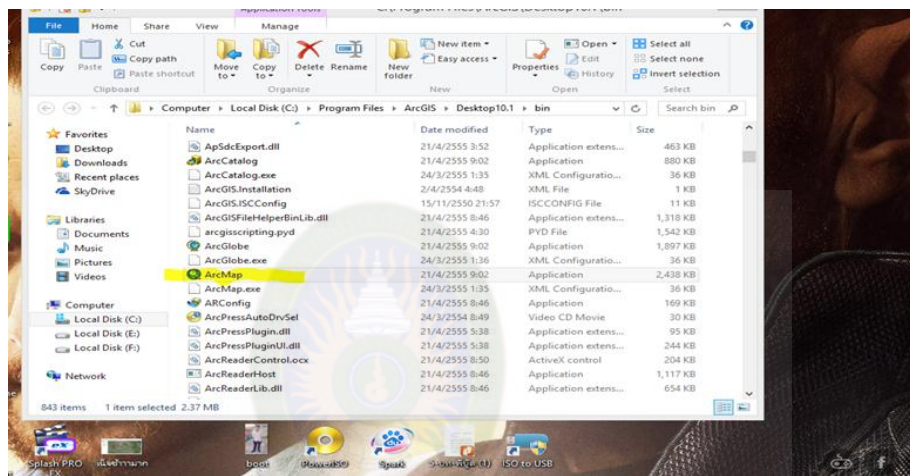 File Home Share View Manage
Copy
Paste
Cut
Copy path
Paste shortcut
Move to
Copy to
Delete
Rename
New folder
New item
Easy access
Properties
Open
Edit
History
Select all
Select none
Invert selection
Clipboard Organize New Open Select
Computer Local Disk (C:) Program Files ArcGIS Desktop10.1 bin Search bin
Favorites
Desktop
Downloads
Recent places
SkyDrive
Libraries
Documents
Music
Pictures
Videos
Computer
Local Disk (C:)
Local Disk (E:)
Local Disk (F:)
Network
Name Date modified Type Size
ApSdcExport.dll 21/4/2555 3:52 Application extens... 463 KB
ArcCatalog 21/4/2555 9:02 Application 880 KB
ArcCatalog.exe 24/3/2555 1:35 XML Configuratio... 36 KB
ArcGIS.Installation 2/4/2554 4:48 XML File 1 KB
ArcGIS.ISCConfig 15/11/2550 21:57 ISCCONFIG File 11 KB
ArcGISFileHelperBinLib.dll 21/4/2555 8:46 Application extens... 1,318 KB
arcgisscripting.pyd 21/4/2555 4:30 PYD File 1,542 KB
ArcGlobe 21/4/2555 9:02 Application 1,897 KB
ArcGlobe.exe 24/3/2555 1:36 XML Configuratio... 36 KB
ArcMap 21/4/2555 9:02 Application 2,438 KB
ArcMap.exe 24/3/2555 1:35 XML Configuratio... 36 KB
ARConfig 21/4/2555 8:46 Application 169 KB
ArcPressAutoDrvSel 24/3/2554 8:49 Video CD Movie 30 KB
ArcPressPlugin.dll 21/4/2555 5:38 Application extens... 95 KB
ArcPressPluginUI.dll 21/4/2555 5:38 Application extens... 244 KB
ArcReaderControl.ocx 21/4/2555 8:50 ActiveX control 204 KB
ArcReaderHost 21/4/2555 8:46 Application 1,117 KB
ArcReaderLib.dll 21/4/2555 8:46 Application extens... 654 KB
843 items 1 item selected 2.37 MB
Splash PRO EX
boot
PowerISO
Spark
ISO to USB